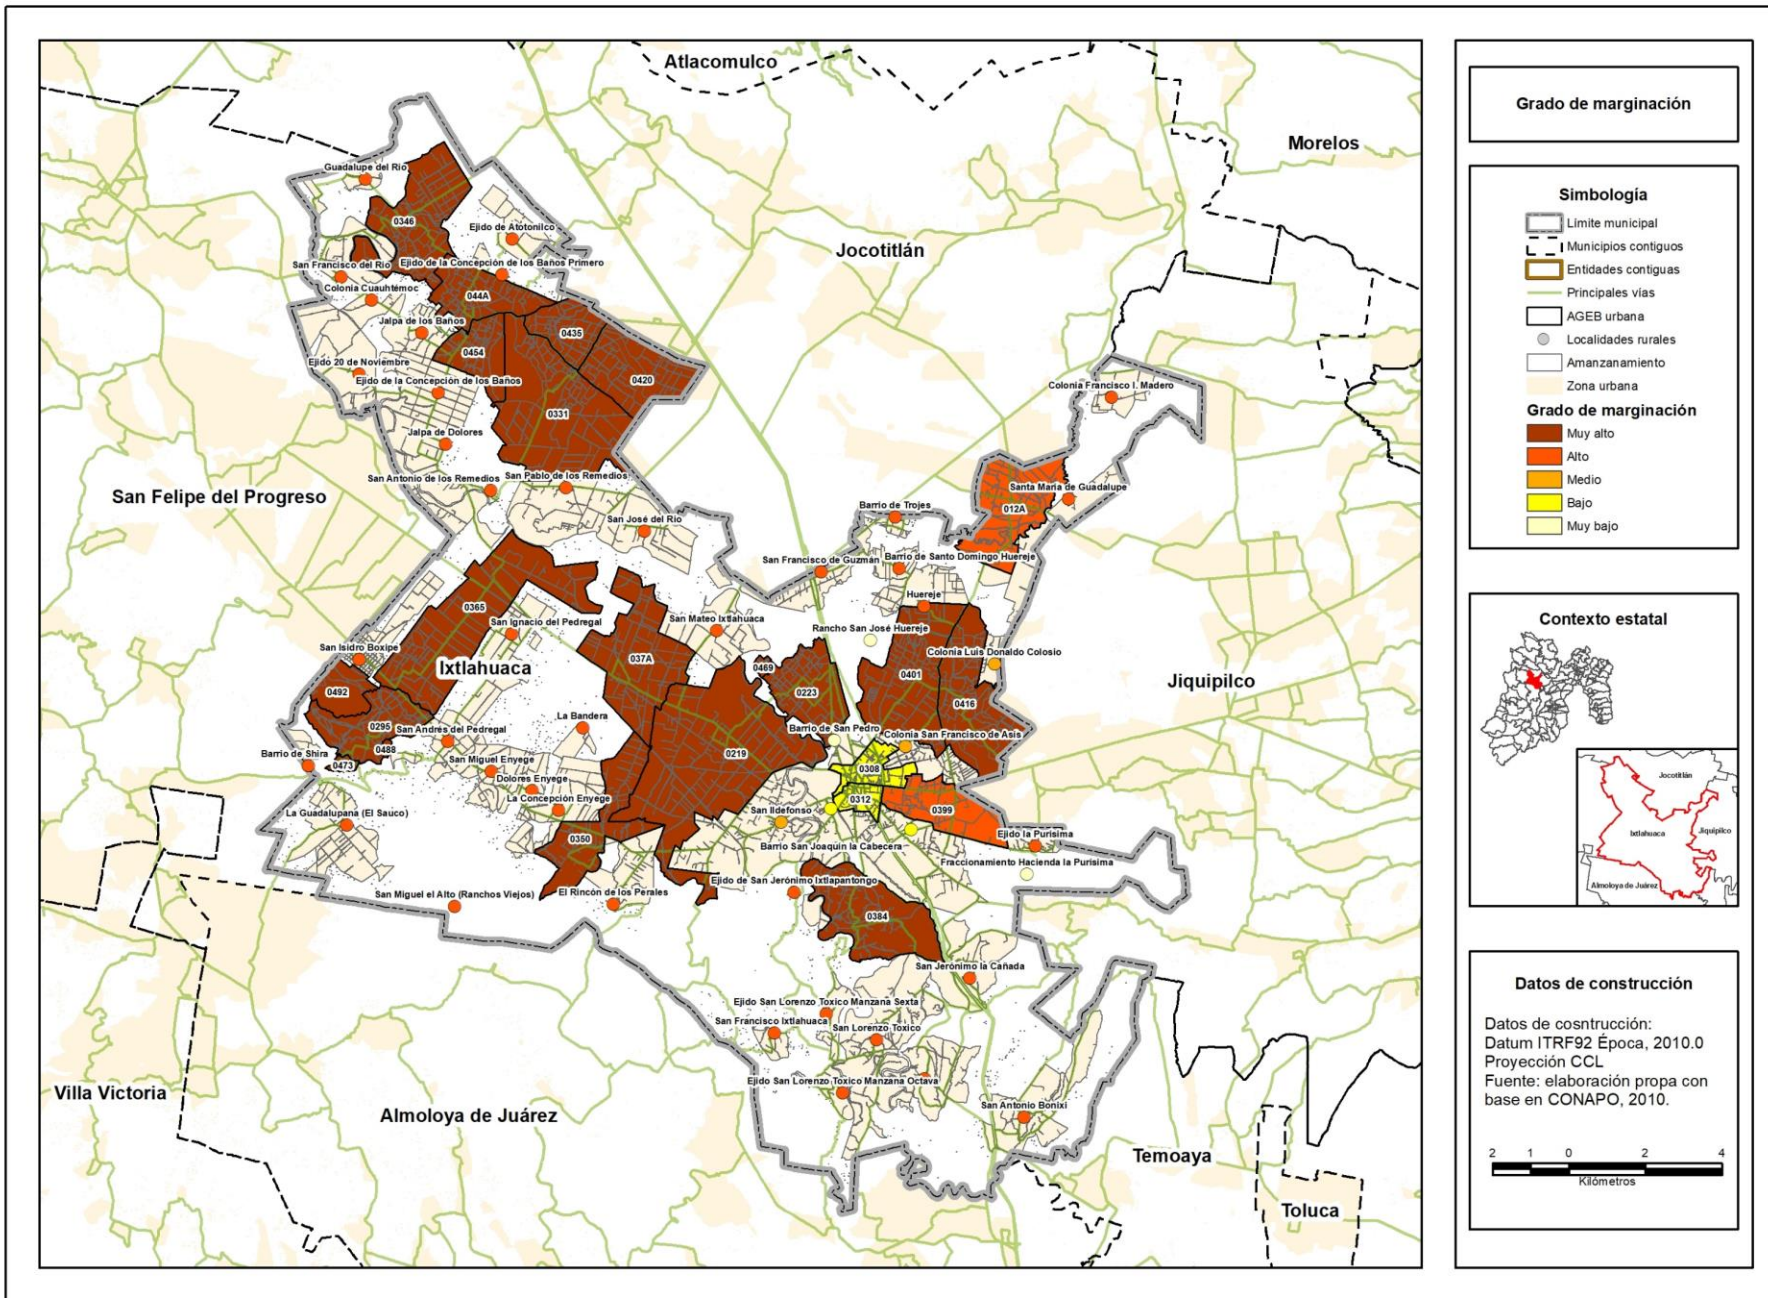 Atlacomulco
Morelos
Guadalupe del Río
0346
Ejido de Atotonilco
Jocotitlán
San Francisco del Río
Ejido de la Concepción de los Baños Primero
Colonia Cuauhtémoc
044A
Jalpa de los Baños
0435
0454
Ejido 20 de Noviembre
0420
Ejido de la Concepción de los Baños
Colonia Francisco I. Madero
0331
Jalpa de Dolores
San Antonio de los Remedios
San Pablo de los Remedios
Santa María de Guadalupe
San Felipe del Progreso
012A
Barrio de Trojes
San José del Río
San Francisco de Guzmán
Barrio de Santo Domingo Huereje
Huereje
0365
San Ignacio del Pedregal
San Mateo Ixtlahuaca
Rancho San José Huereje
San Isidro Boxipe
037A
Colonia Luis Donaldo Colosio
Ixtlahuaca
0469
0401
Jiquipilco
0492
0223
0416
0295
La Bandera
San Andrés del Pedregal
Barrio de San Pedro
Colonia San Francisco de Asís
0488
Barrio de Shira
0473
San Miguel Enyege
0219
0308
Dolores Enyege
La Concepción Enyege
0312
La Guadalupana (El Sauco)
San Ildefonso
0399
0350
Ejido la Purísima
Barrio San Joaquín la Cabecera
Fraccionamiento Hacienda la Purísima
Ejido de San Jerónimo Ixtlapantongo
San Miguel el Alto (Ranchos Viejos)
El Rincón de los Perales
0384
San Jerónimo la Cañada
Ejido San Lorenzo Toxico Manzana Sexta
San Francisco Ixtlahuaca
San Lorenzo Toxico
Ejido San Lorenzo Toxico Manzana Octava
Villa Victoria
Almoloya de Juárez
San Antonio Bonixi
Temoaya
Toluca
Grado de marginación
Simbología
Límite municipal
Municipios contiguos
Entidades contiguas
Principales vías
AGEB urbana
Localidades rurales
Amanzanamiento
Zona urbana
Grado de marginación
Muy alto
Alto
Medio
Bajo
Muy bajo
Contexto estatal
Jocotitlán
Ixtlahuaca
Jiquipilco
Almoloya de Juárez
Datos de construcción
Datos de cosntrucción:
Datum ITRF92 Época, 2010.0
Proyección CCL
Fuente: elaboración propa con
base en CONAPO, 2010.
2 1 0 2 4
Kilómetros